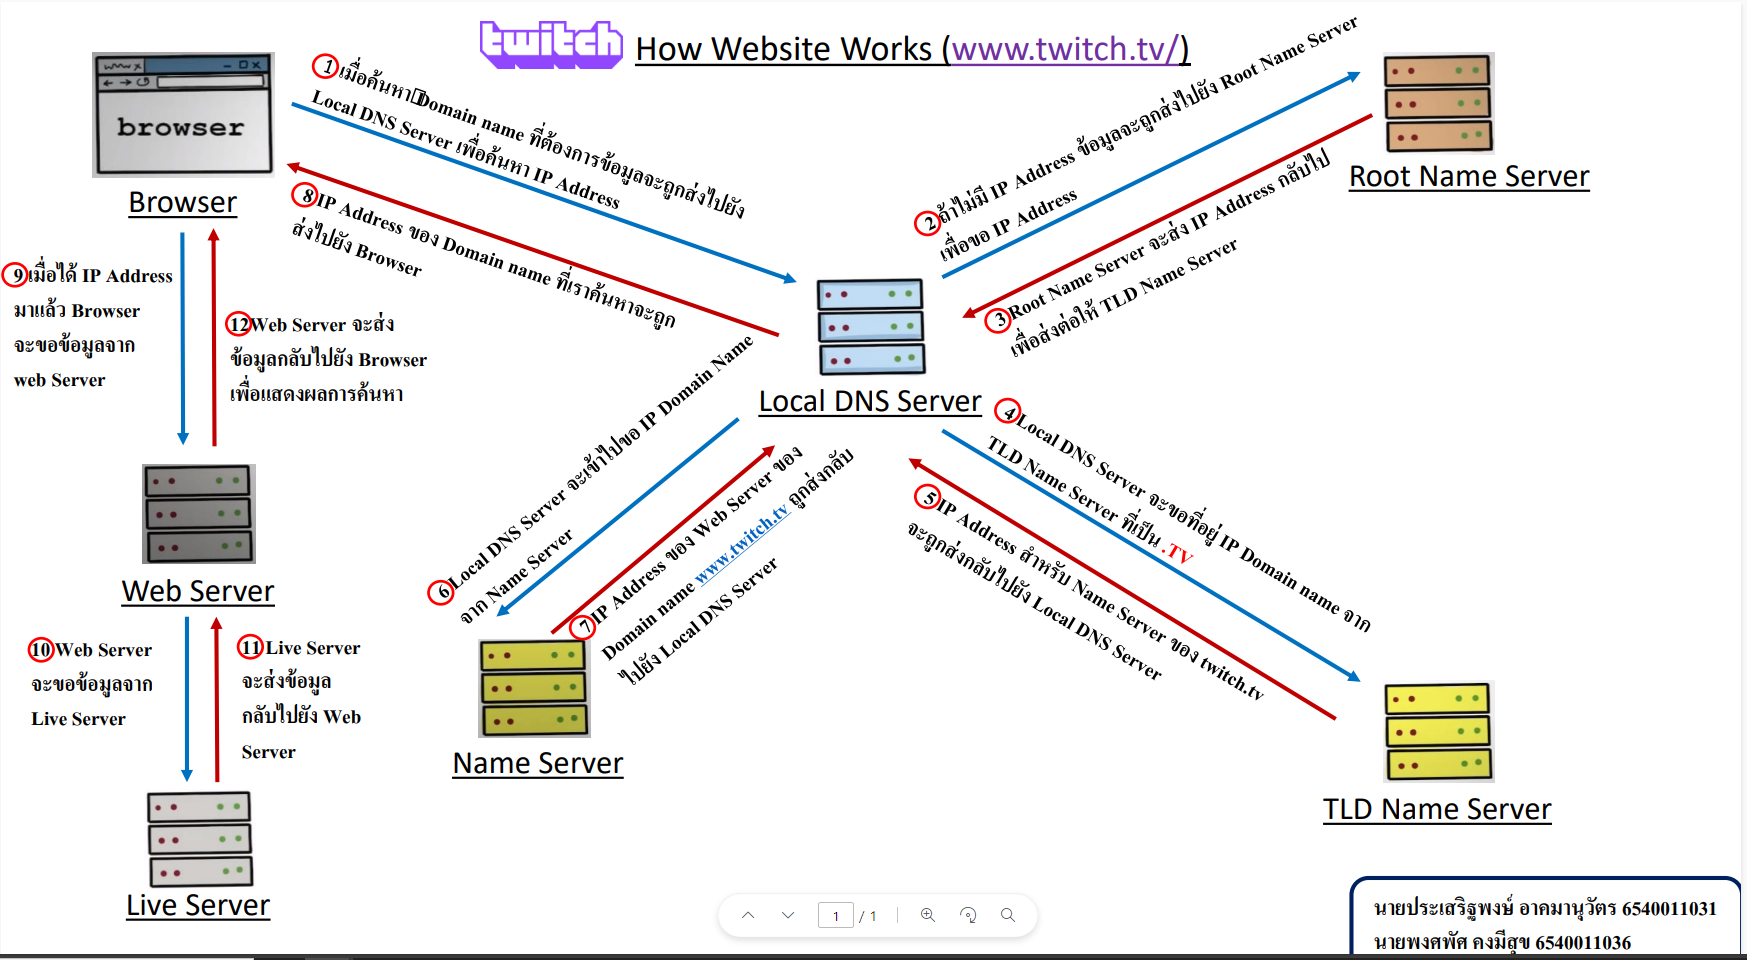 twitch How Website Works (www.twitch.tv/)
www x
browser
Browser
1 เมื่อค้นหา Domain name ที่ต้องการข้อมูลจะถูกส่งไปยัง
Local DNS Server เพื่อค้นหา IP Address
2 ถ้าไม่มี IP Address ข้อมูลจะถูกส่งไปยัง Root Name Server
เพื่อขอ IP Address
Root Name Server
3 Root Name Server จะส่ง IP Address กลับไป
เพื่อส่งต่อให้ TLD Name Server
8 IP Address ของ Domain name ที่เราค้นหาจะถูก
ส่งไปยัง Browser
9 เมื่อได้ IP Address
มาแล้ว Browser
จะขอข้อมูลจาก
web Server
12 Web Server จะส่ง
ข้อมูลกลับไปยัง Browser
เพื่อแสดงผลการค้นหา
Local DNS Server
4 Local DNS Server จะขอที่อยู่ IP Domain name จาก
TLD Name Server ที่เป็น .TV
5 IP Address สำหรับ Name Server ของ twitch.tv
จะถูกส่งกลับไปยัง Local DNS Server
6 Local DNS Server จะเข้าไปขอ IP Domain Name
จาก Name Server
7 IP Address ของ Web Server ของ
Domain name www.twitch.tv ถูกส่งกลับ
ไปยัง Local DNS Server
Web Server
10 Web Server
จะขอข้อมูลจาก
Live Server
11 Live Server
จะส่งข้อมูล
กลับไปยัง Web
Server
Name Server
TLD Name Server
Live Server
1 / 1
นายประเสริฐพงษ์ อาคมานุวัตร 6540011031
นายพงศพัศ คงมีสุข 6540011036